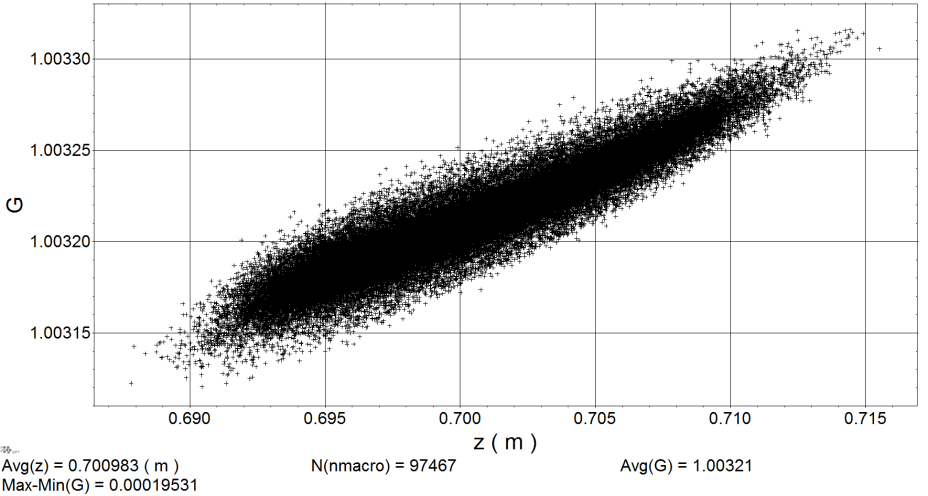 1.00330
1.00325
G
1.00320
1.00315
0.690 0.695 0.700 0.705 0.710 0.715
z ( m )
Avg(z) = 0.700983 ( m ) N(nmacro) = 97467 Avg(G) = 1.00321
Max-Min(G) = 0.00019531